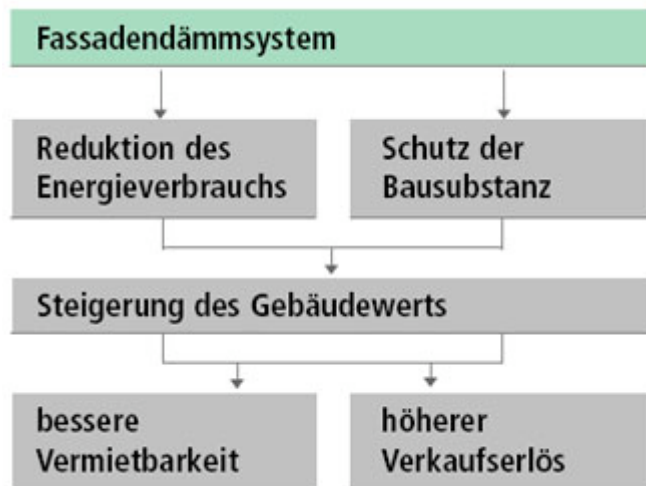 Fassadendämmsystem
Reduktion des
Energieverbrauchs
Schutz der
Bausubstanz
Steigerung des Gebäudewerts
bessere
Vermietbarkeit
höherer
Verkaufserlös